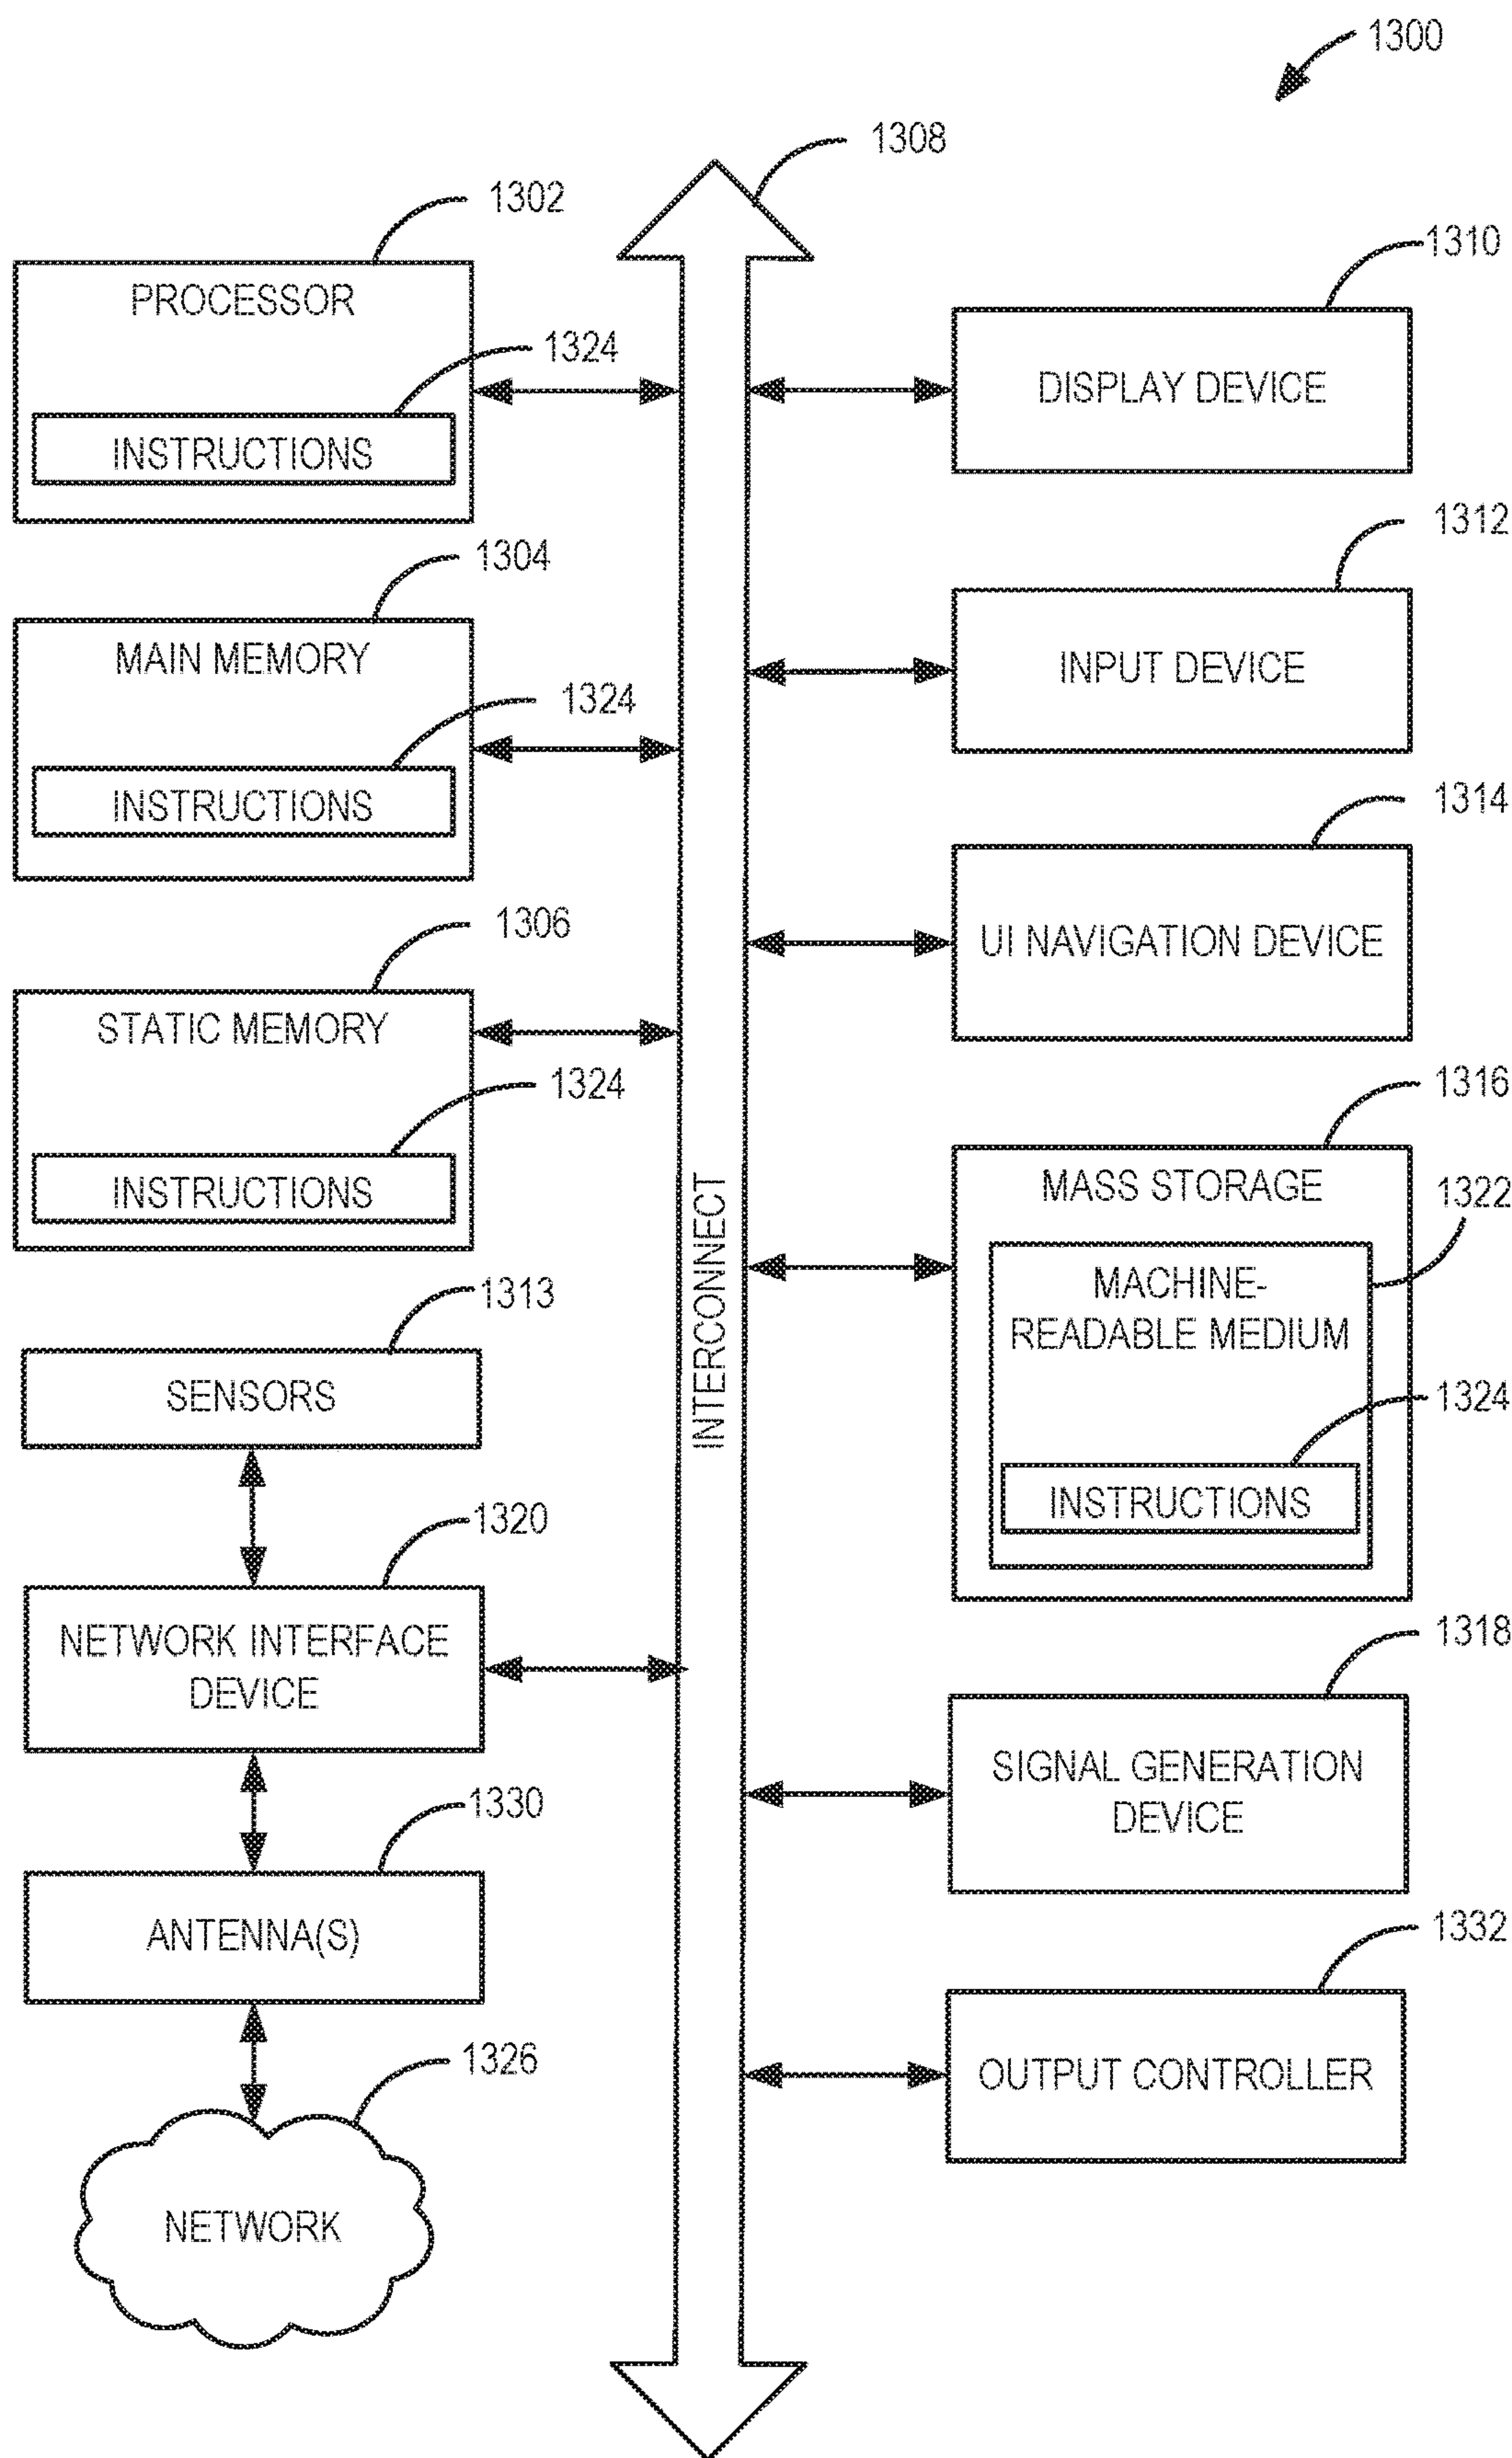 1300
1308
1302
PROCESSOR
1324
INSTRUCTIONS
1304
MAIN MEMORY
1324
INSTRUCTIONS
1306
STATIC MEMORY
1324
INSTRUCTIONS
1313
SENSORS
1320
NETWORK INTERFACE
DEVICE
1330
ANTENNA(S)
1326
NETWORK
INTERCONNECT
1310
DISPLAY DEVICE
1312
INPUT DEVICE
1314
UI NAVIGATION DEVICE
1316
MASS STORAGE
1322
MACHINE-
READABLE MEDIUM
1324
INSTRUCTIONS
1318
SIGNAL GENERATION
DEVICE
1332
OUTPUT CONTROLLER